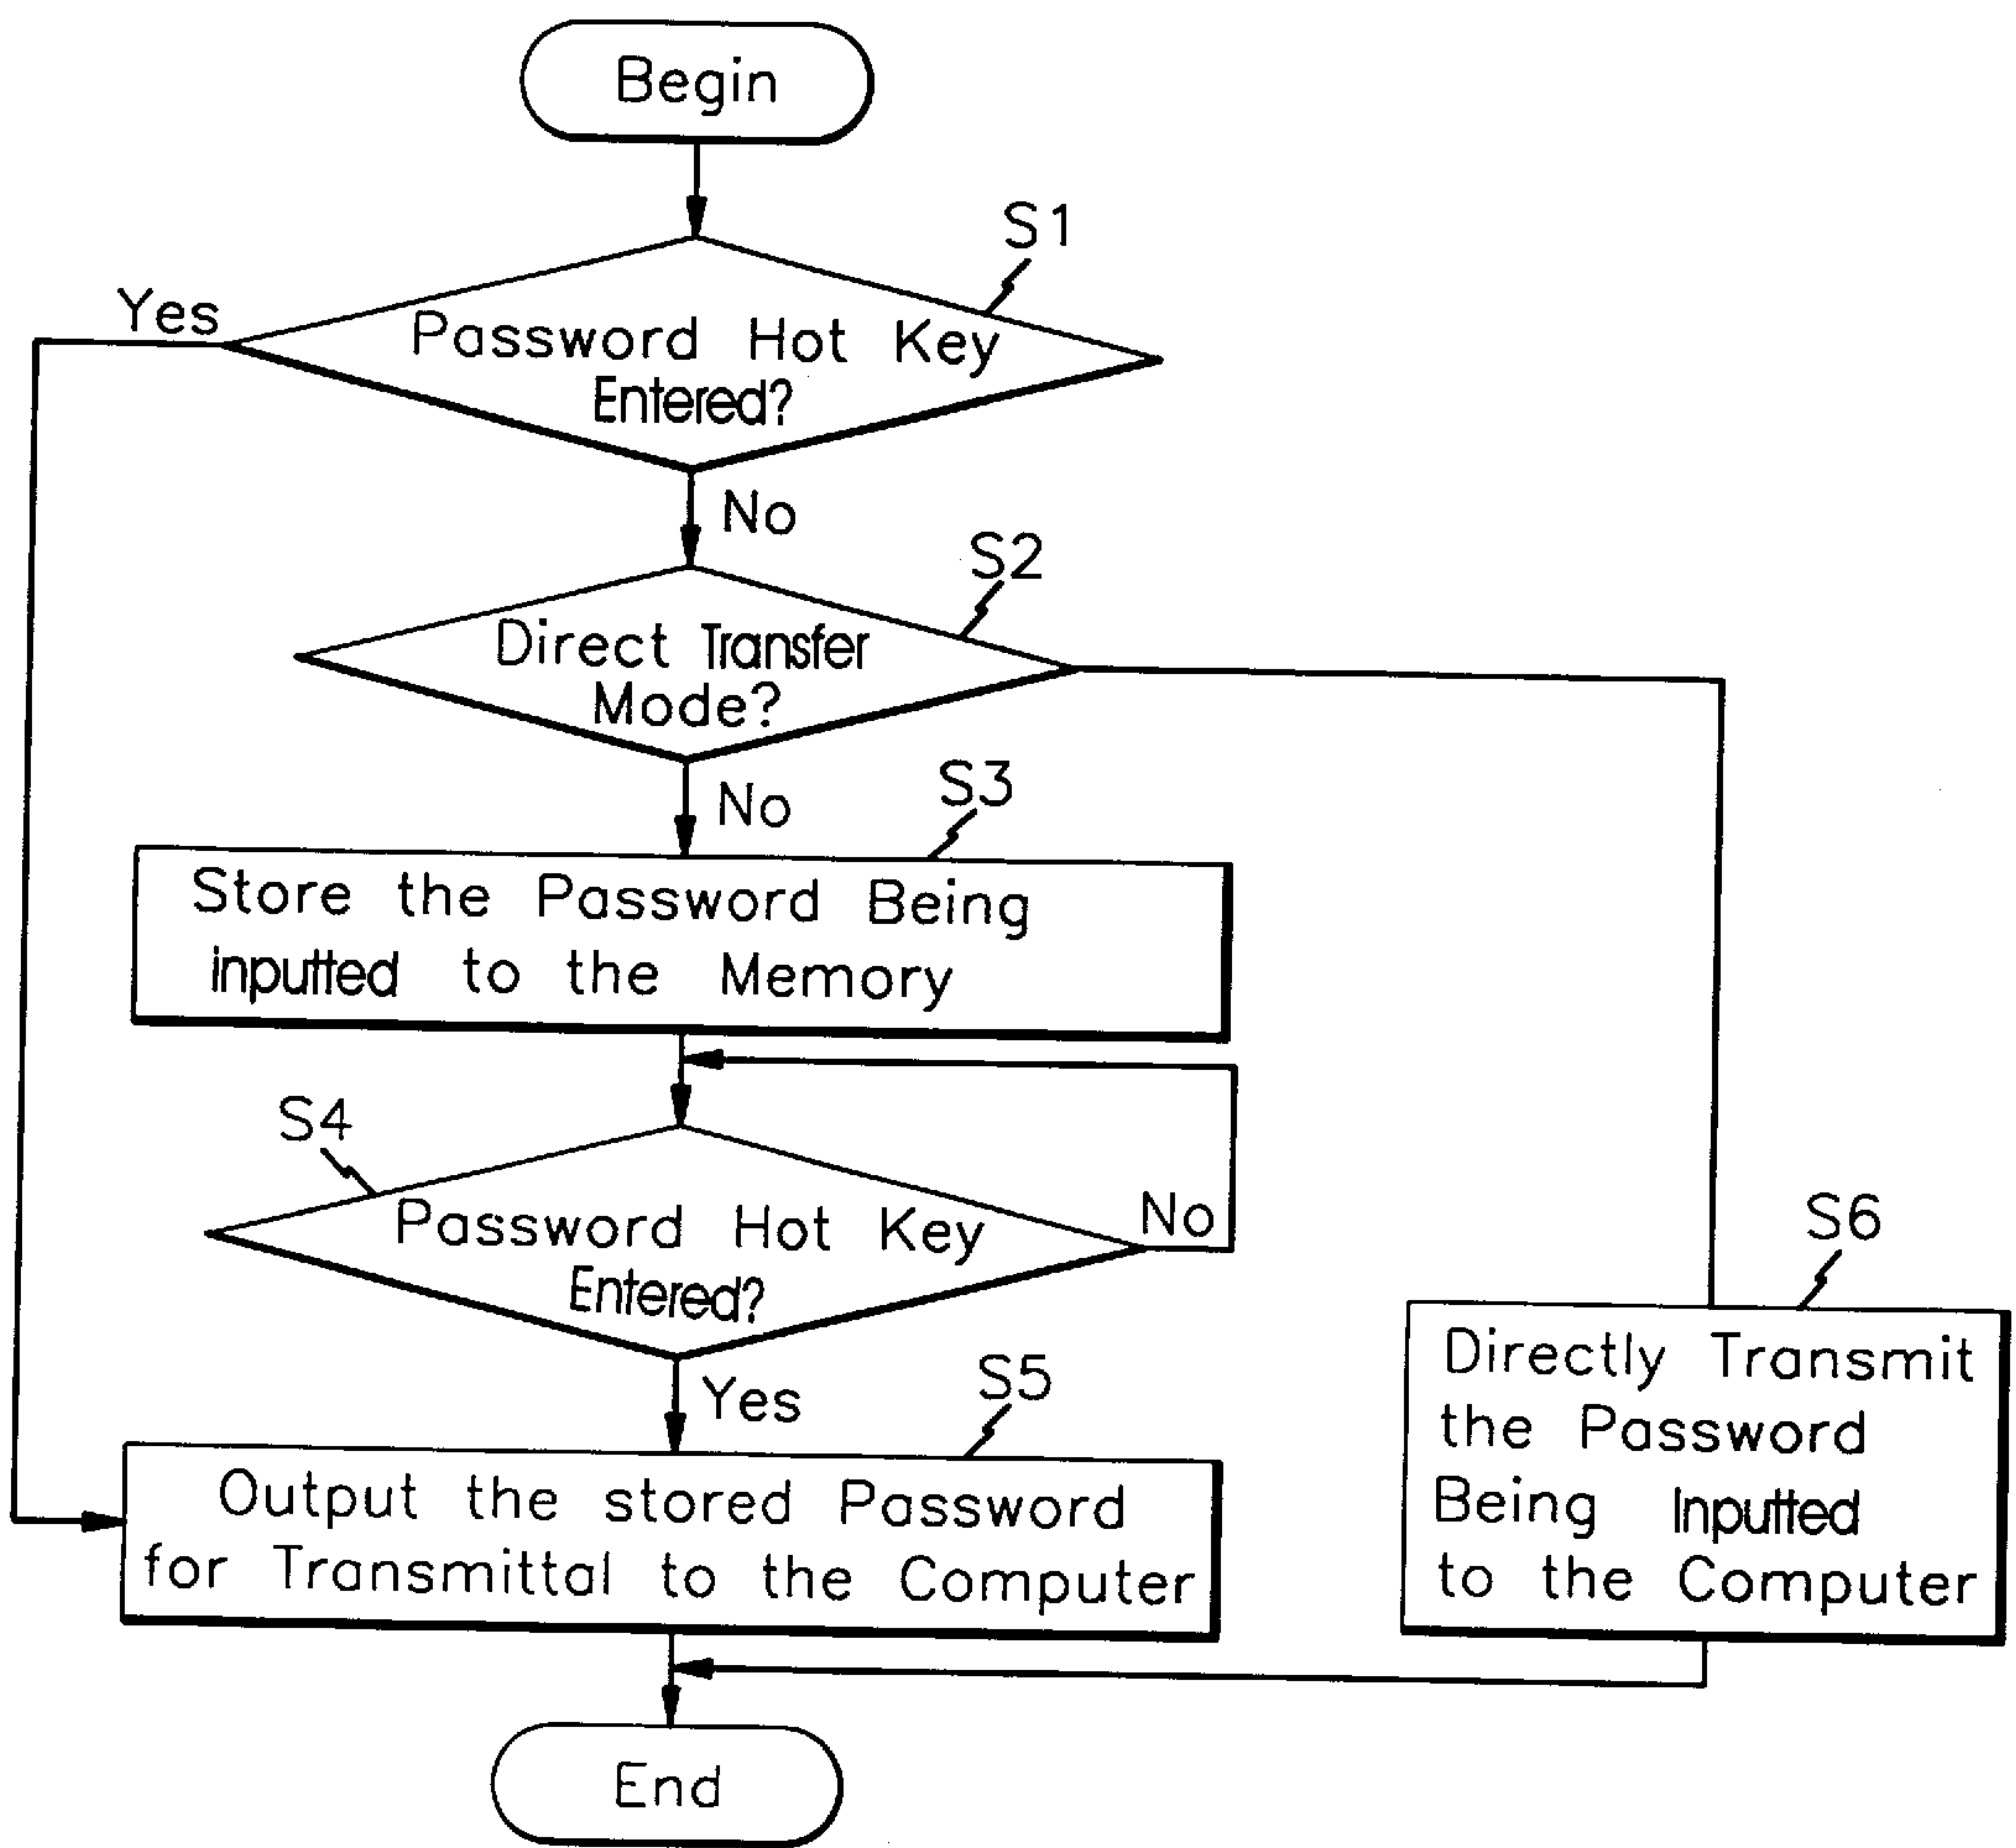 Begin
S1
Yes
Password Hot Key
Entered?
No
S2
Direct Transfer
Mode?
No
S3
Store the Password Being
inputted to the Memory
S4
Password Hot Key
Entered?
No
Yes
S5
Output the stored Password
for Transmittal to the Computer
S6
Directly Transmit
the Password
Being Inputted
to the Computer
End